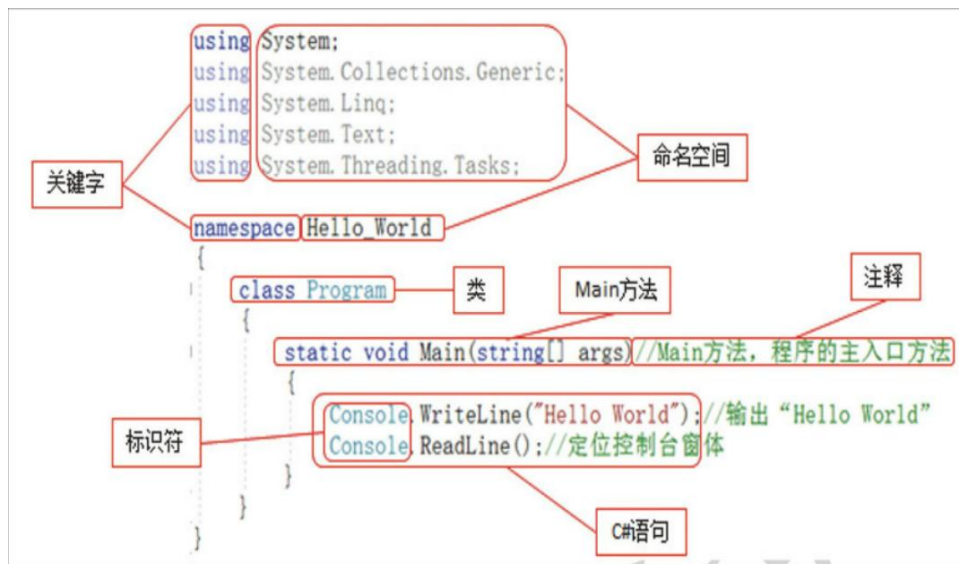 using System;
using System.Collections.Generic;
using System.Linq;
using System.Text;
using System.Threading.Tasks;
命名空间
关键字
namespace Hello_World
{
class Program
类
Main方法
注释
{
static void Main(string[] args)//Main方法，程序的主入口方法
{
Console.WriteLine("Hello World");//输出“Hello World”
标识符
Console.ReadLine();//定位控制台窗体
}
}
C#语句
}